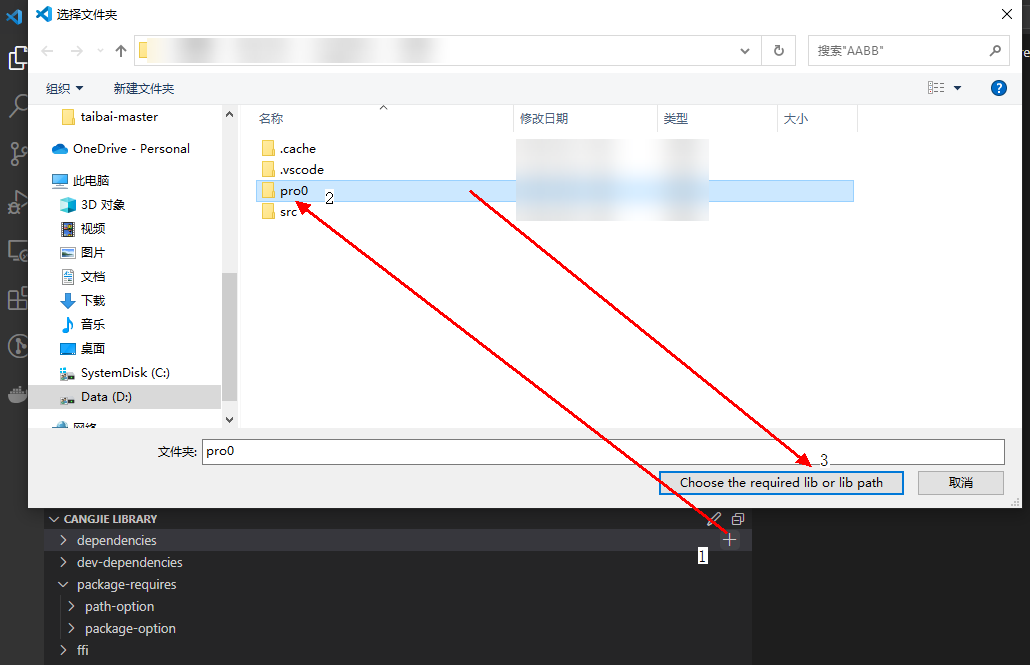 选择文件夹
搜索"AABB"
组织 新建文件夹
名称 修改日期 类型 大小
taibai-master
OneDrive - Personal
此电脑
3D 对象
视频
图片
文档
下载
音乐
桌面
SystemDisk (C:)
Data (D:)
网络
.cache
.vscode
pro0 2
src
文件夹: pro0
3
Choose the required lib or lib path 取消
CANGJIE LIBRARY
dependencies
1
dev-dependencies
package-requires
path-option
package-option
ffi